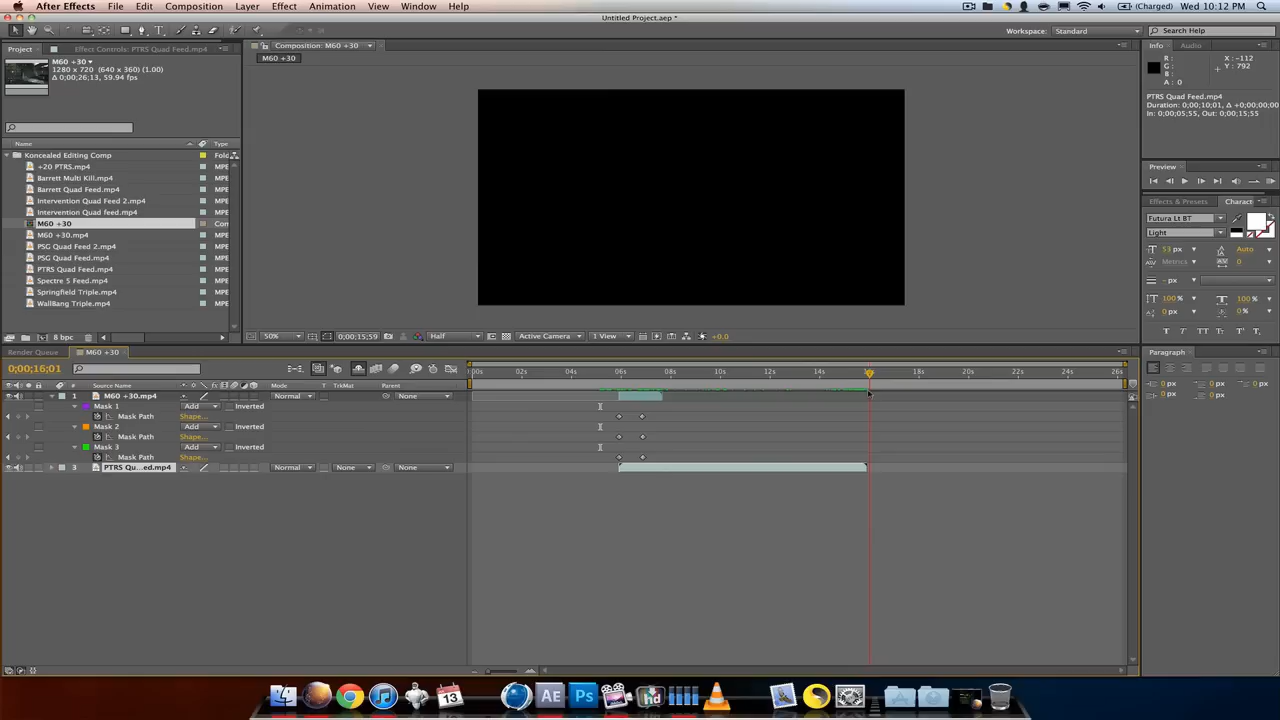 After Effects File Edit Composition Layer Effect Animation View Window Help (Charged) Wed 10:12 PM
Untitled Project.aep *
Workspace: Standard Search Help
Project Effect Controls: PTRS Quad Feed.mp4 Composition: M60 +30 Info Audio
M60 +30
M60 +30▾
1280 x 720 (640 x 360) (1.00)
Δ 0;00;26;13, 59.94 fps
R :
G :
B :
A : 0
X : -112
Y : 792
PTRS Quad Feed.mp4
Duration: 0;00;10;01, Δ +0;00;00;0
In: 0;00;05;55, Out: 0;00;15;55
Name Type
Koncealed Editing Comp Fold
+20 PTRS.mp4 MPE
Barrett Multi Kill.mp4 MPE
Barrett Quad Feed.mp4 MPE
Intervention Quad Feed 2.mp4 MPE
Intervention Quad feed.mp4 MPE
M60 +30 Con
M60 +30.mp4 MPE
PSG Quad Feed 2.mp4 MPE
PSG Quad Feed.mp4 MPE
PTRS Quad Feed.mp4 MPE
Spectre 5 Feed.mp4 MPE
Springfield Triple.mp4 MPE
WallBang Triple.mp4 MPE
8 bpc
Preview
Effects & Presets Charact
Futura Lt BT
Light
53 px Auto
Metrics 0
- px
100 % 100 %
0 px 0 %
50% 0;00;15;59 Half Active Camera 1 View +0.0
Paragraph
0 px 0 px
0 px 0 px
0 px
Render Queue M60 +30
0;00;16;01
:00s 02s 04s 06s 08s 10s 12s 14s 16s 18s 20s 22s 24s 26s
# Source Name Mode T TrkMat Parent
1 M60 +30.mp4 Normal None
Mask 1 Add Inverted
Mask Path Shape...
Mask 2 Add Inverted
Mask Path Shape...
Mask 3 Add Inverted
Mask Path Shape...
3 PTRS Qu...ed.mp4 Normal None None
13 AE Ps hd